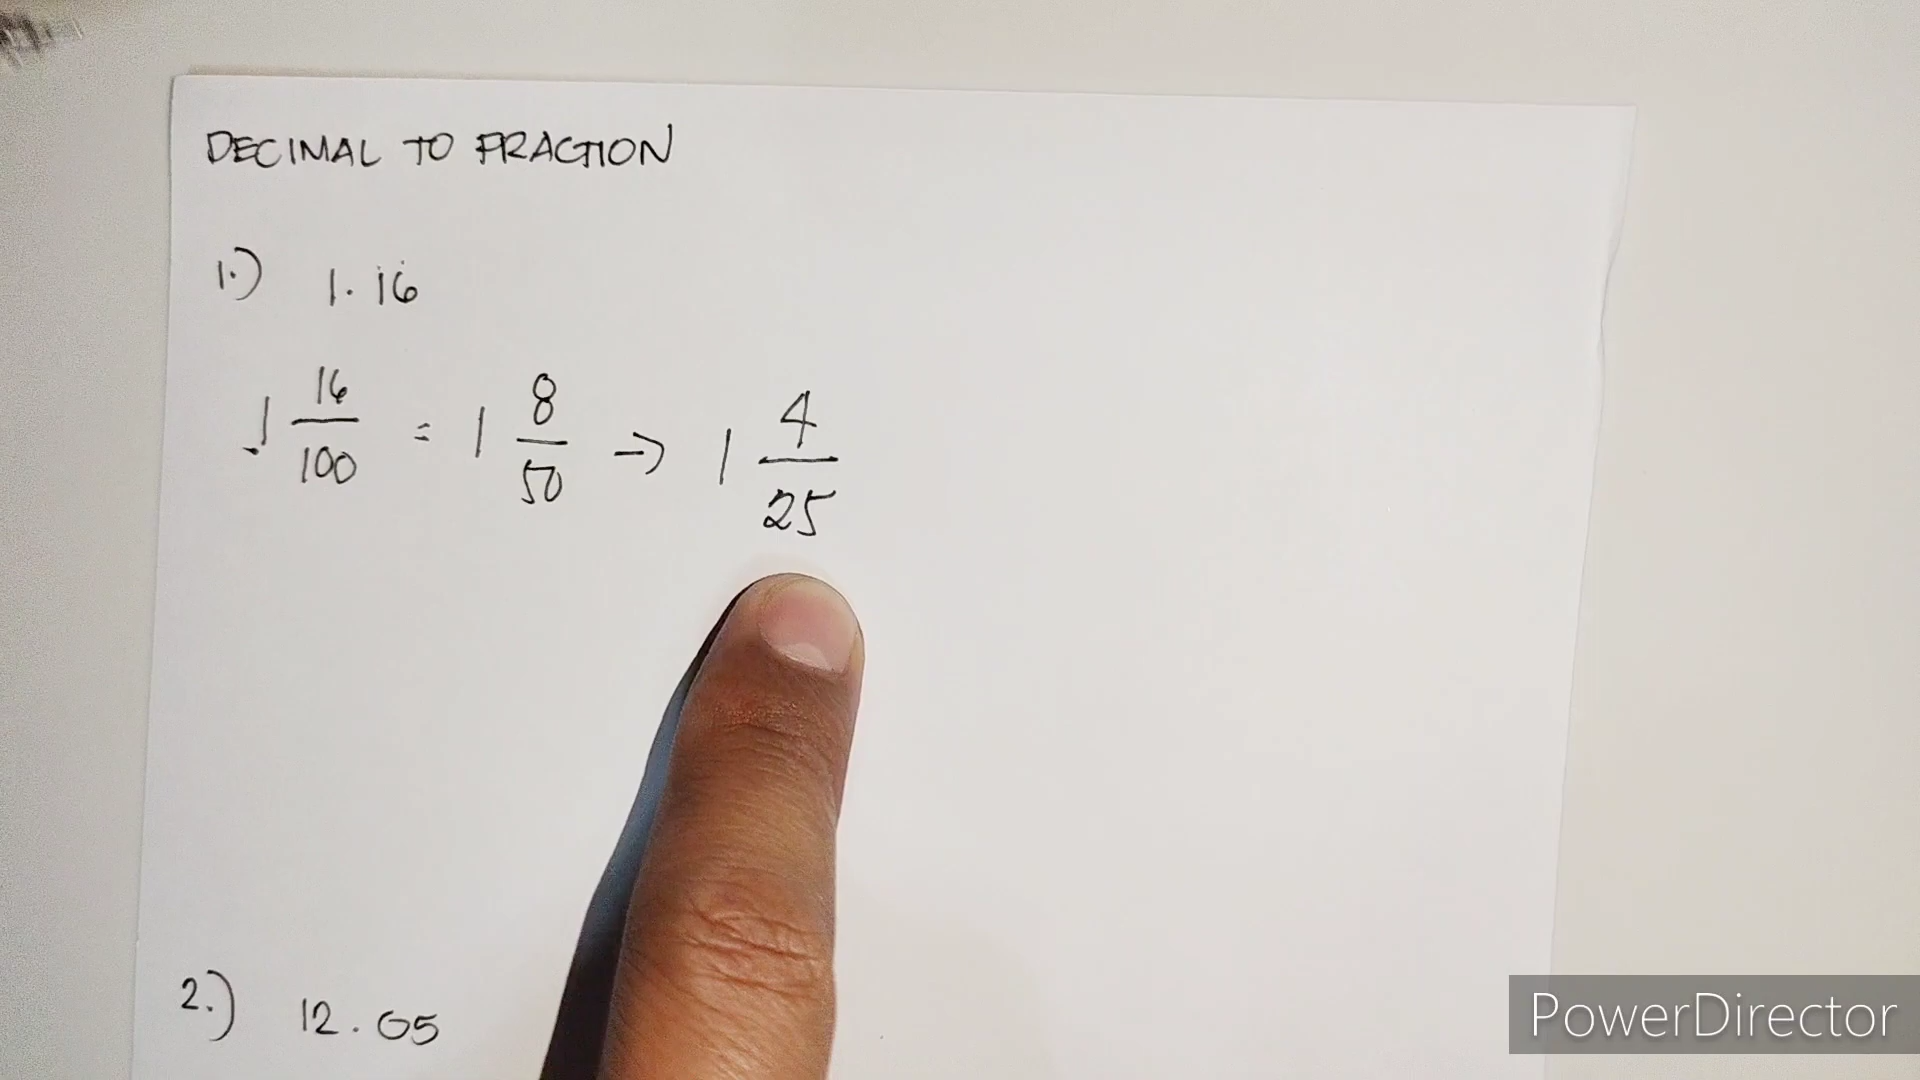 DECIMAL TO FRACTION
1.) 1.16
1 16/100 = 1 8/50 → 1 4/25
2.) 12.05
PowerDirector